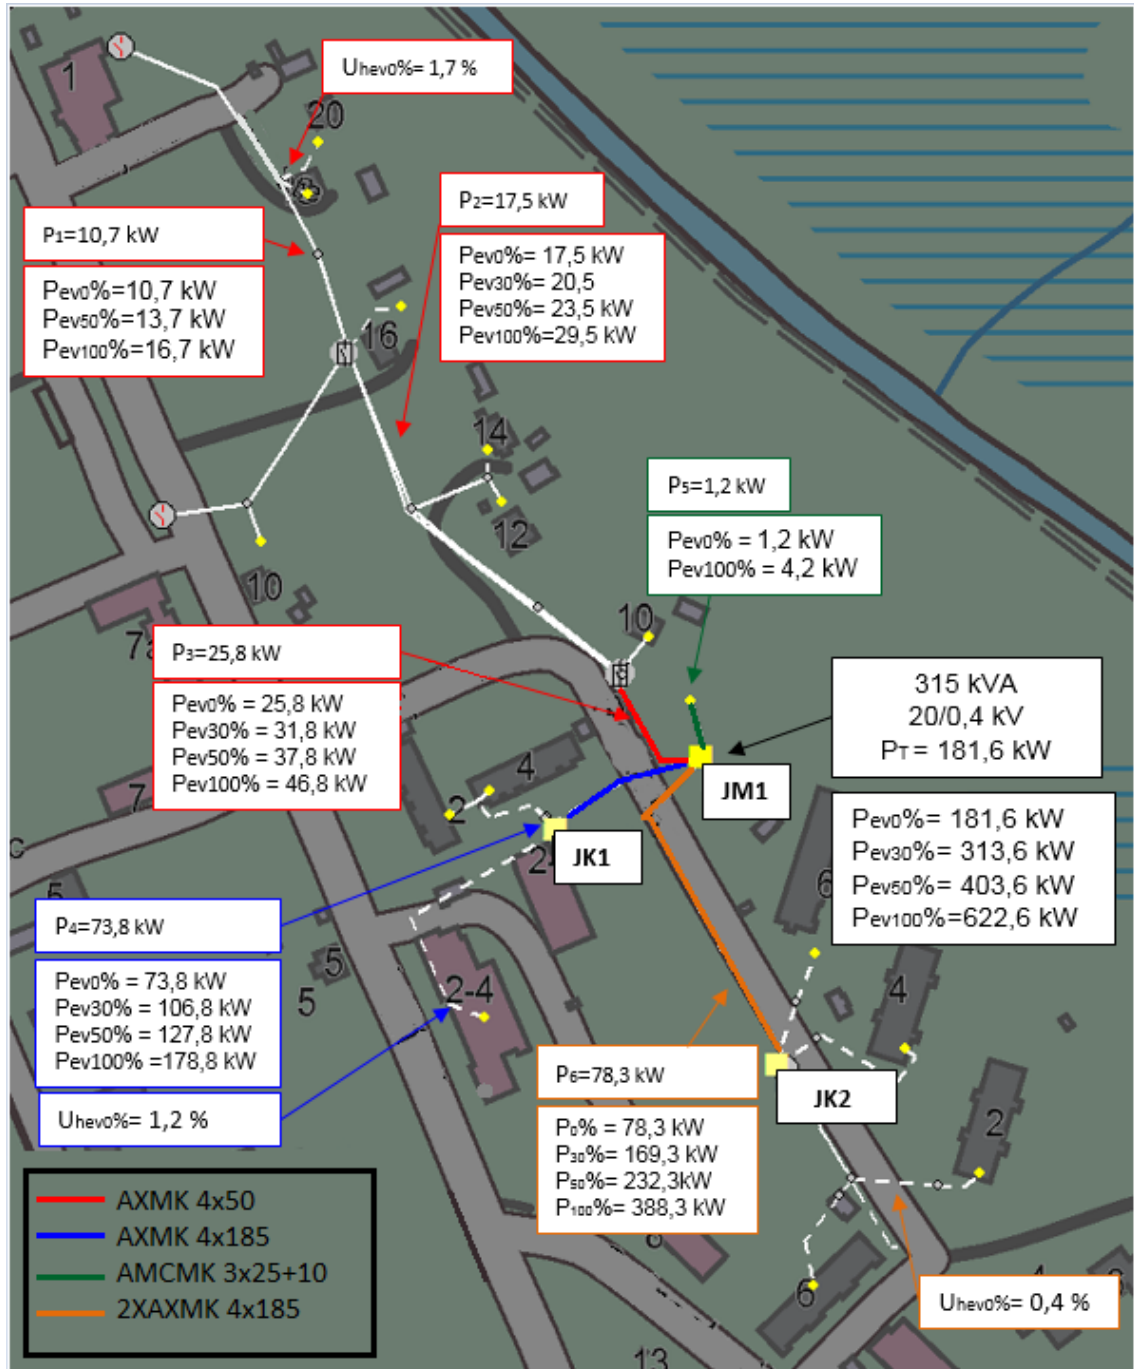 1
Uhev0%= 1,7 %
20
P1=10,7 kW
Pev0%=10,7 kW
Pev50%=13,7 kW
Pev100%=16,7 kW
P2=17,5 kW
Pev0%= 17,5 kW
Pev30%= 20,5
Pev50%= 23,5 kW
Pev100%=29,5 kW
16
14
12
P5=1,2 kW
Pev0% = 1,2 kW
Pev100% = 4,2 kW
10
10
P3=25,8 kW
Pev0% = 25,8 kW
Pev30% = 31,8 kW
Pev50% = 37,8 kW
Pev100% = 46,8 kW
315 kVA
20/0,4 kV
PT = 181,6 kW
4
JM1
7
2
JK1
2
Pev0%= 181,6 kW
Pev30%= 313,6 kW
Pev50%= 403,6 kW
Pev100%=622,6 kW
6
5
P4=73,8 kW
Pev0% = 73,8 kW
Pev30% = 106,8 kW
Pev50% = 127,8 kW
Pev100% =178,8 kW
Uhev0%= 1,2 %
5
5
2-4
4
P6=78,3 kW
P0% = 78,3 kW
P30%= 169,3 kW
P50%= 232,3kW
P100%= 388,3 kW
JK2
2
AXMK 4x50
AXMK 4x185
AMCMK 3x25+10
2XAXMK 4x185
6
Uhev0%= 0,4 %
13